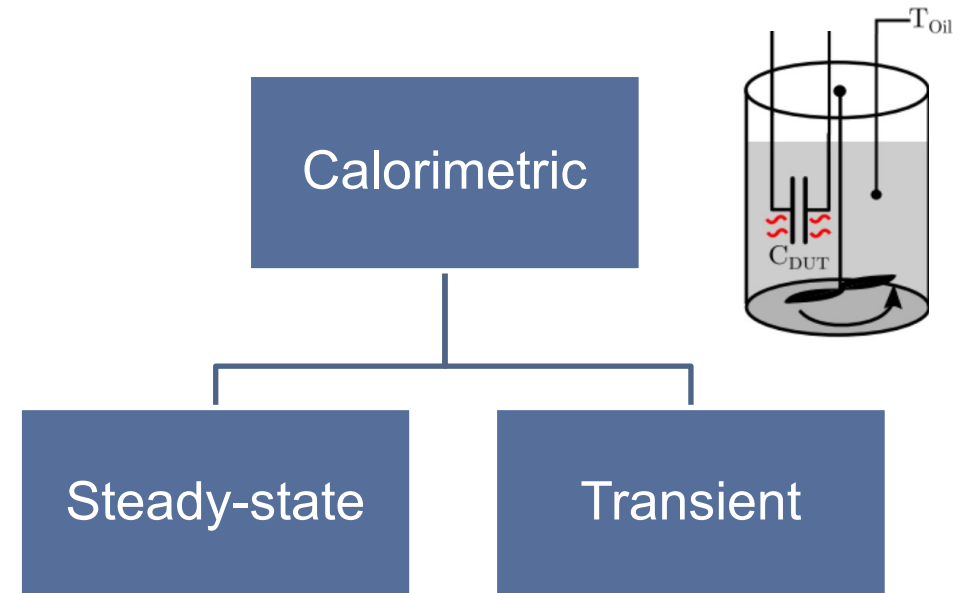 T_Oil
Calorimetric
C_DUT
Steady-state
Transient